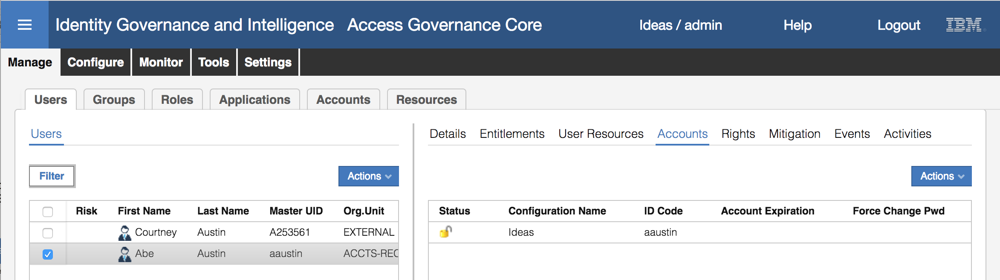 Identity Governance and Intelligence Access Governance Core Ideas / admin Help Logout IBM
Manage Configure Monitor Tools Settings
Users Groups Roles Applications Accounts Resources
Users
Details Entitlements User Resources Accounts Rights Mitigation Events Activities
Filter Actions
Actions
Risk First Name Last Name Master UID Org.Unit
Courtney Austin A253561 EXTERNAL
Abe Austin aaustin ACCTS-REC
Status Configuration Name ID Code Account Expiration Force Change Pwd
Ideas aaustin